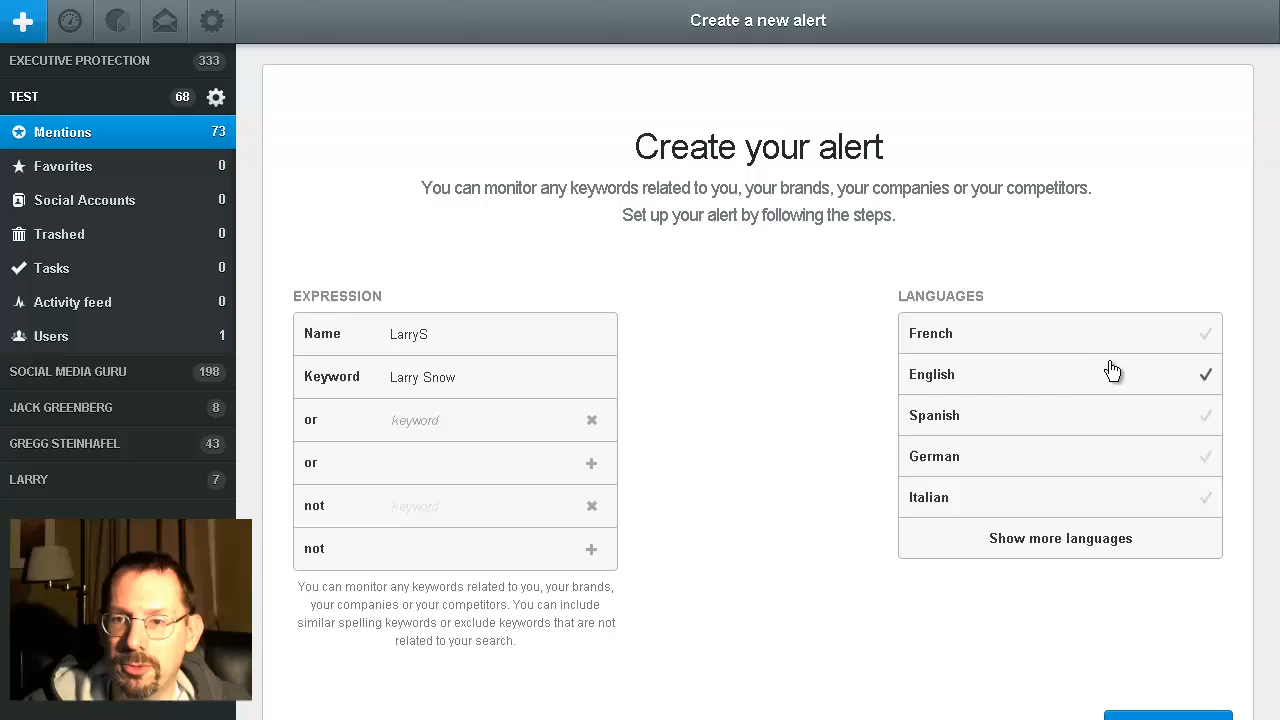 Create a new alert
EXECUTIVE PROTECTION 333
TEST 68
Mentions 73
Favorites 0
Social Accounts 0
Trashed 0
Tasks 0
Activity feed 0
Users 1
SOCIAL MEDIA GURU 198
JACK GREENBERG 8
GREGG STEINHAFEL 43
LARRY 7
Create your alert
You can monitor any keywords related to you, your brands, your companies or your competitors.
Set up your alert by following the steps.
EXPRESSION
Name LarryS
Keyword Larry Snow
or keyword
or
not keyword
not
You can monitor any keywords related to you, your brands,
your companies or your competitors. You can include
similar spelling keywords or exclude keywords that are not
related to your search.
LANGUAGES
French
English
Spanish
German
Italian
Show more languages